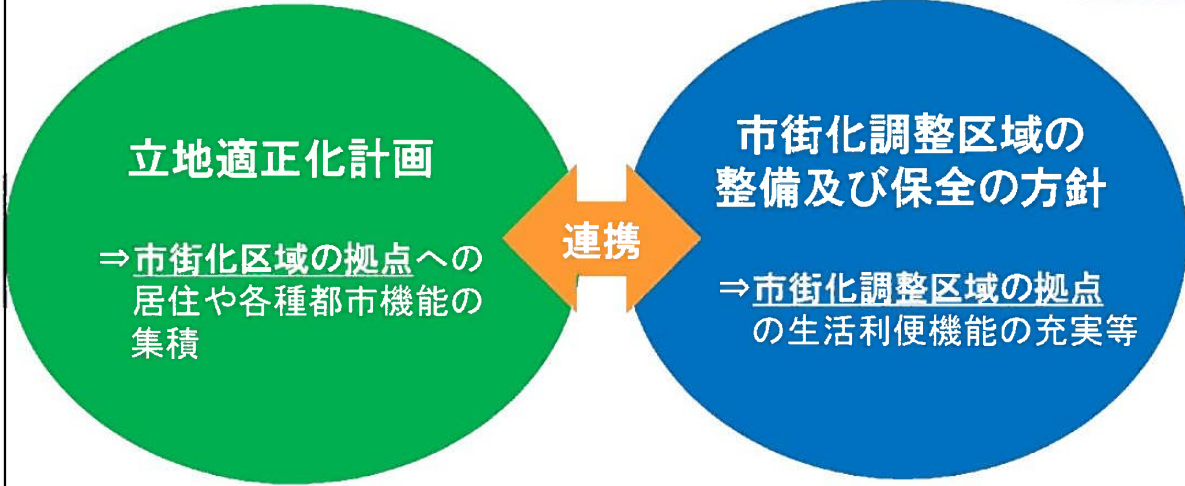 立地適正化計画
⇒市街化区域の拠点への
居住や各種都市機能の
集積
連携
市街化調整区域の
整備及び保全の方針
⇒市街化調整区域の拠点
の生活利便機能の充実等